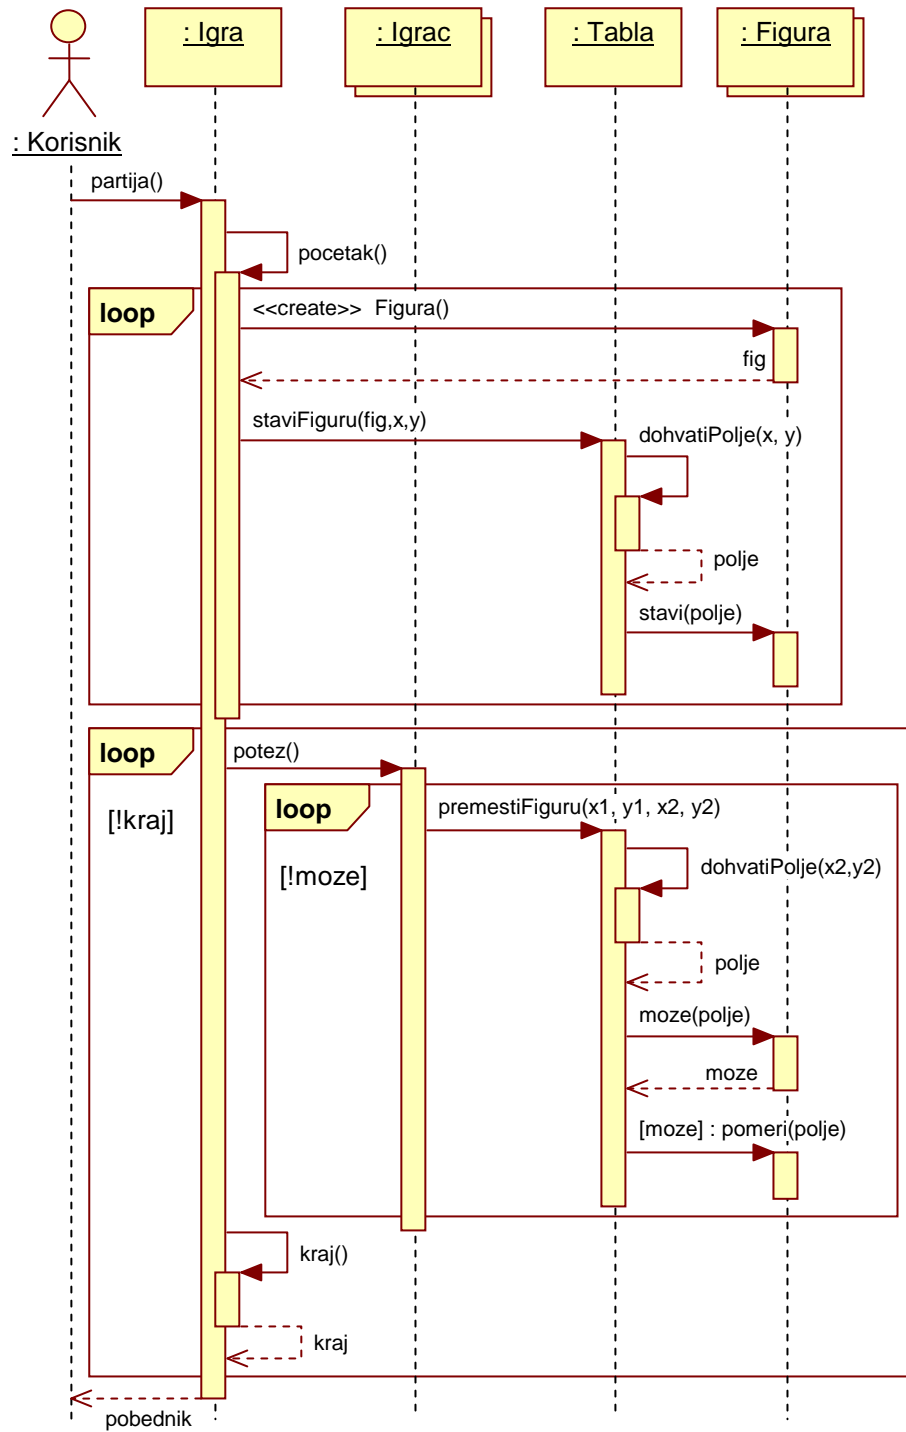 : Igra
: Igrac
: Tabla
: Figura
: Korisnik
partija()
pocetak()
loop
<<create>> Figura()
fig
staviFiguru(fig,x,y)
dohvatiPolje(x, y)
polje
stavi(polje)
loop
[!kraj]
potez()
loop
[!moze]
premestiFiguru(x1, y1, x2, y2)
dohvatiPolje(x2,y2)
polje
moze(polje)
moze
[moze] : pomeri(polje)
kraj()
kraj
pobednik